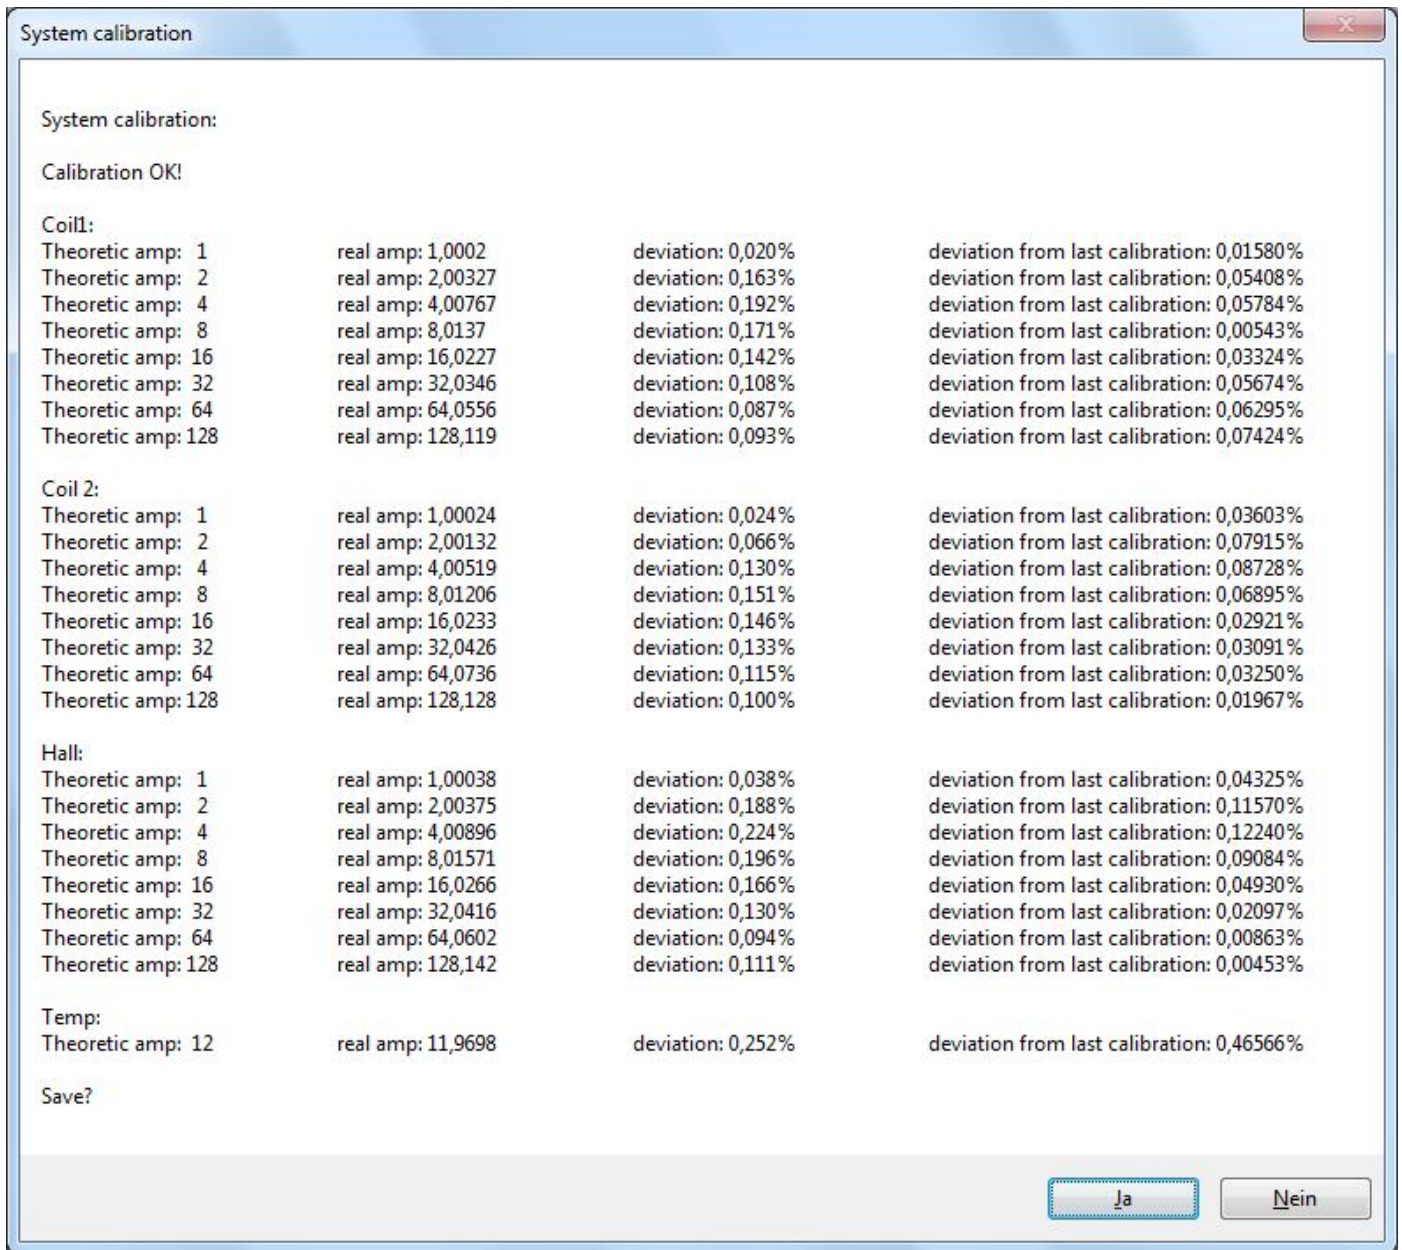 System calibration
System calibration:
Calibration OK!
Coil1:
Theoretic amp: 1 real amp: 1,0002 deviation: 0,020% deviation from last calibration: 0,01580%
Theoretic amp: 2 real amp: 2,00327 deviation: 0,163% deviation from last calibration: 0,05408%
Theoretic amp: 4 real amp: 4,00767 deviation: 0,192% deviation from last calibration: 0,05784%
Theoretic amp: 8 real amp: 8,0137 deviation: 0,171% deviation from last calibration: 0,00543%
Theoretic amp: 16 real amp: 16,0227 deviation: 0,142% deviation from last calibration: 0,03324%
Theoretic amp: 32 real amp: 32,0346 deviation: 0,108% deviation from last calibration: 0,05674%
Theoretic amp: 64 real amp: 64,0556 deviation: 0,087% deviation from last calibration: 0,06295%
Theoretic amp: 128 real amp: 128,119 deviation: 0,093% deviation from last calibration: 0,07424%
Coil 2:
Theoretic amp: 1 real amp: 1,00024 deviation: 0,024% deviation from last calibration: 0,03603%
Theoretic amp: 2 real amp: 2,00132 deviation: 0,066% deviation from last calibration: 0,07915%
Theoretic amp: 4 real amp: 4,00519 deviation: 0,130% deviation from last calibration: 0,08728%
Theoretic amp: 8 real amp: 8,01206 deviation: 0,151% deviation from last calibration: 0,06895%
Theoretic amp: 16 real amp: 16,0233 deviation: 0,146% deviation from last calibration: 0,02921%
Theoretic amp: 32 real amp: 32,0426 deviation: 0,133% deviation from last calibration: 0,03091%
Theoretic amp: 64 real amp: 64,0736 deviation: 0,115% deviation from last calibration: 0,03250%
Theoretic amp: 128 real amp: 128,128 deviation: 0,100% deviation from last calibration: 0,01967%
Hall:
Theoretic amp: 1 real amp: 1,00038 deviation: 0,038% deviation from last calibration: 0,04325%
Theoretic amp: 2 real amp: 2,00375 deviation: 0,188% deviation from last calibration: 0,11570%
Theoretic amp: 4 real amp: 4,00896 deviation: 0,224% deviation from last calibration: 0,12240%
Theoretic amp: 8 real amp: 8,01571 deviation: 0,196% deviation from last calibration: 0,09084%
Theoretic amp: 16 real amp: 16,0266 deviation: 0,166% deviation from last calibration: 0,04930%
Theoretic amp: 32 real amp: 32,0416 deviation: 0,130% deviation from last calibration: 0,02097%
Theoretic amp: 64 real amp: 64,0602 deviation: 0,094% deviation from last calibration: 0,00863%
Theoretic amp: 128 real amp: 128,142 deviation: 0,111% deviation from last calibration: 0,00453%
Temp:
Theoretic amp: 12 real amp: 11,9698 deviation: 0,252% deviation from last calibration: 0,46566%
Save?
Ja Nein